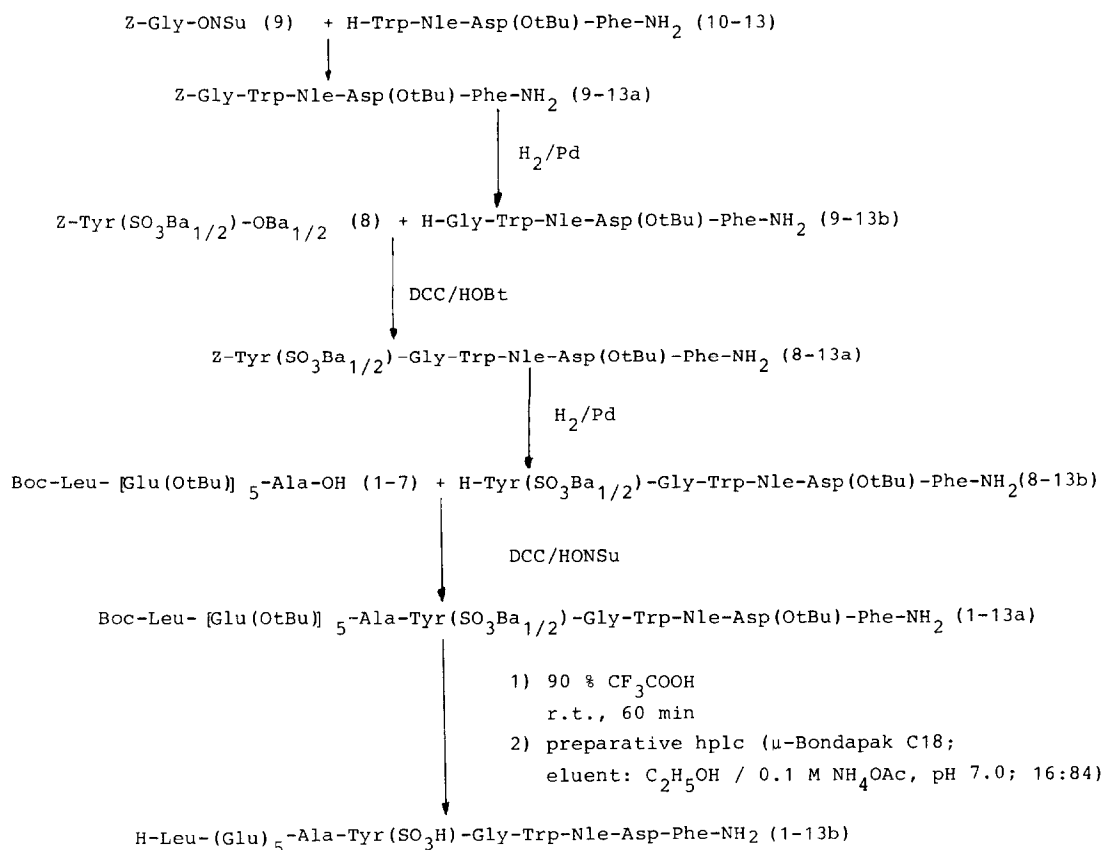 Z-Gly-ONSu (9) + H-Trp-Nle-Asp(OtBu)-Phe-NH2 (10-13)
Z-Gly-Trp-Nle-Asp(OtBu)-Phe-NH2 (9-13a)
H2/Pd
Z-Tyr(SO3Ba1/2)-OBa1/2 (8) + H-Gly-Trp-Nle-Asp(OtBu)-Phe-NH2 (9-13b)
DCC/HOBt
Z-Tyr(SO3Ba1/2)-Gly-Trp-Nle-Asp(OtBu)-Phe-NH2 (8-13a)
H2/Pd
Boc-Leu-[Glu(OtBu)]5-Ala-OH (1-7) + H-Tyr(SO3Ba1/2)-Gly-Trp-Nle-Asp(OtBu)-Phe-NH2(8-13b)
DCC/HONSu
Boc-Leu-[Glu(OtBu)]5-Ala-Tyr(SO3Ba1/2)-Gly-Trp-Nle-Asp(OtBu)-Phe-NH2 (1-13a)
1) 90 % CF3COOH
r.t., 60 min
2) preparative hplc (μ-Bondapak C18;
eluent: C2H5OH / 0.1 M NH4OAc, pH 7.0; 16:84)
H-Leu-(Glu)5-Ala-Tyr(SO3H)-Gly-Trp-Nle-Asp-Phe-NH2 (1-13b)